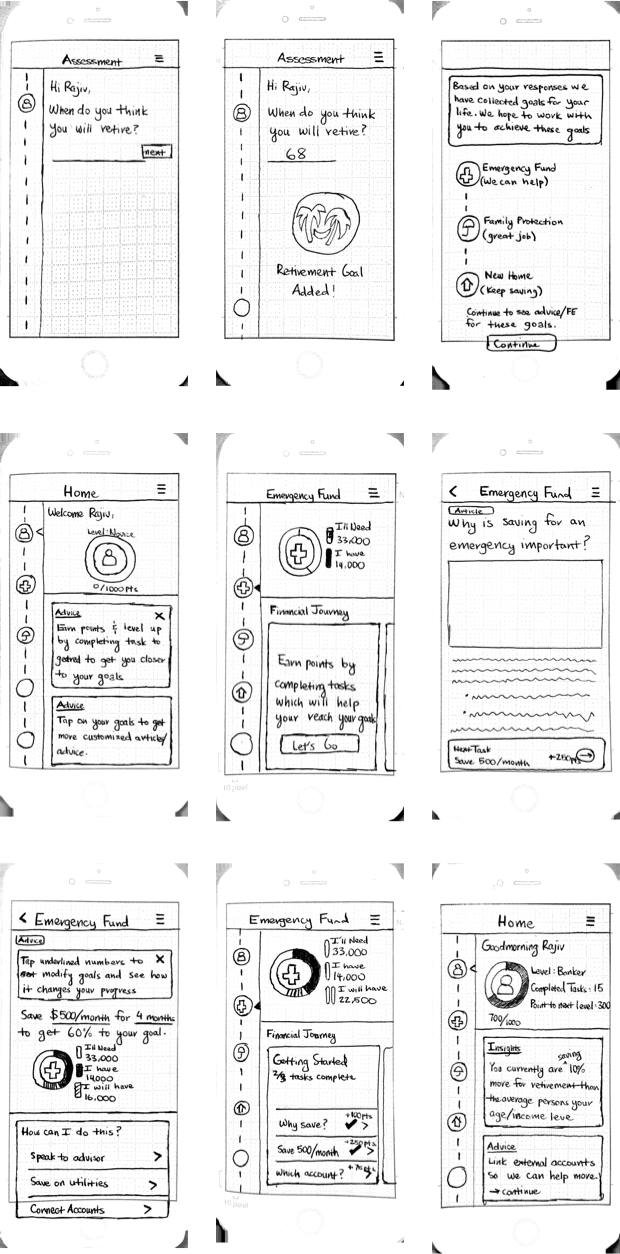 Assessment
Hi Rajiv,
When do you think
you will retire?
next
Assessment
Hi Rajiv,
When do you think
you will retire?
68
Retirement Goal
Added!
Based on your responses we
have collected goals for your
life. We hope to work with
you to achieve these goals
Emergency Fund
(We can help)
Family Protection
(great job)
New Home
(Keep saving)
Continue to see advice/FE
for these goals.
Continue
Home
Welcome Rajiv,
Level: Novice
0/1000 Pts
Advice
X
Earn points & level up
by completing task to
to get you closer
to your goals
Advice
Tap on your goals to get
more customized article/
advice.
Emergency Fund
I'll Need
33,000
I have
14,000
Financial Journey
Earn points by
completing tasks
which will help
your reach your goals
Let's Go
10 pixel
< Emergency Fund
Article
Why is saving for an
emergency important?
Next Task
Save 500/month
+250pts
< Emergency Fund
Advice
Tap underlined numbers to X
modify goals and see how
it changes your progress
Save $500/month for 4 months
to get 60% to your goal.
I'll Need
33,000
I have
14,000
I will have
16,000
How can I do this?
Speak to advisor >
Save on utilities >
Connect Accounts >
Emergency Fund
I'll Need
33,000
I have
14,000
I will have
22,500
Financial Journey
Getting Started
tasks complete
+100pts
Why save? ✔ >
+250pts
Save 500/month ✔ >
which account? >
10 pixel
Home
Goodmorning Rajiv
Level: Banker
Completed Tasks: 15
Point to next level: 300
700/1000
Insights
saving
You currently are ^ 10%
more for retirement than
the average persons your
age/income leve
Advice
Link external accounts
so we can help more.
→ continue